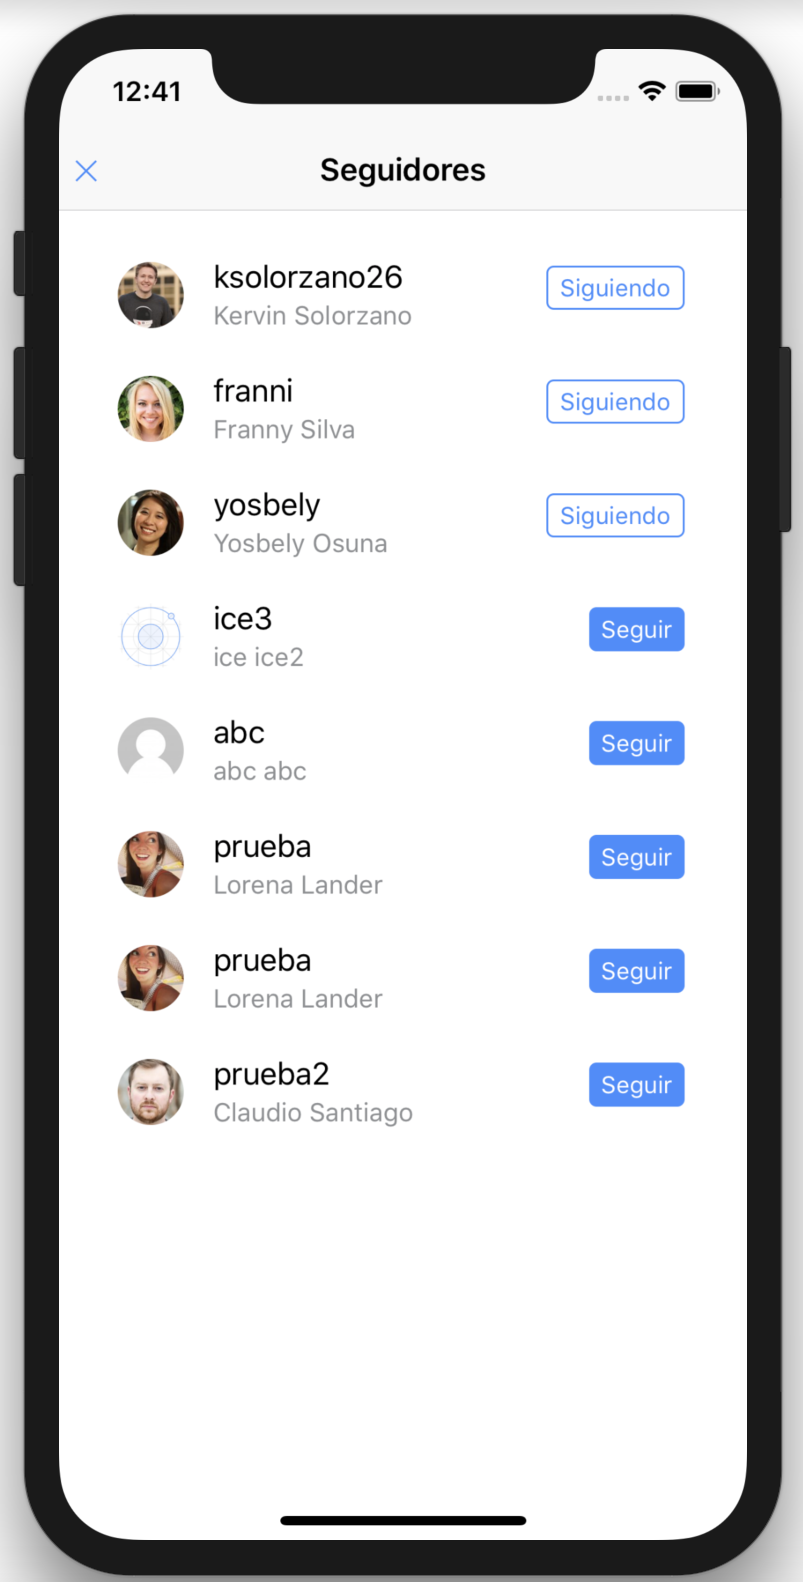 12:41
Seguidores
ksolorzano26
Kervin Solorzano
Siguiendo
franni
Franny Silva
Siguiendo
yosbely
Yosbely Osuna
Siguiendo
ice3
ice ice2
Seguir
abc
abc abc
Seguir
prueba
Lorena Lander
Seguir
prueba
Lorena Lander
Seguir
prueba2
Claudio Santiago
Seguir